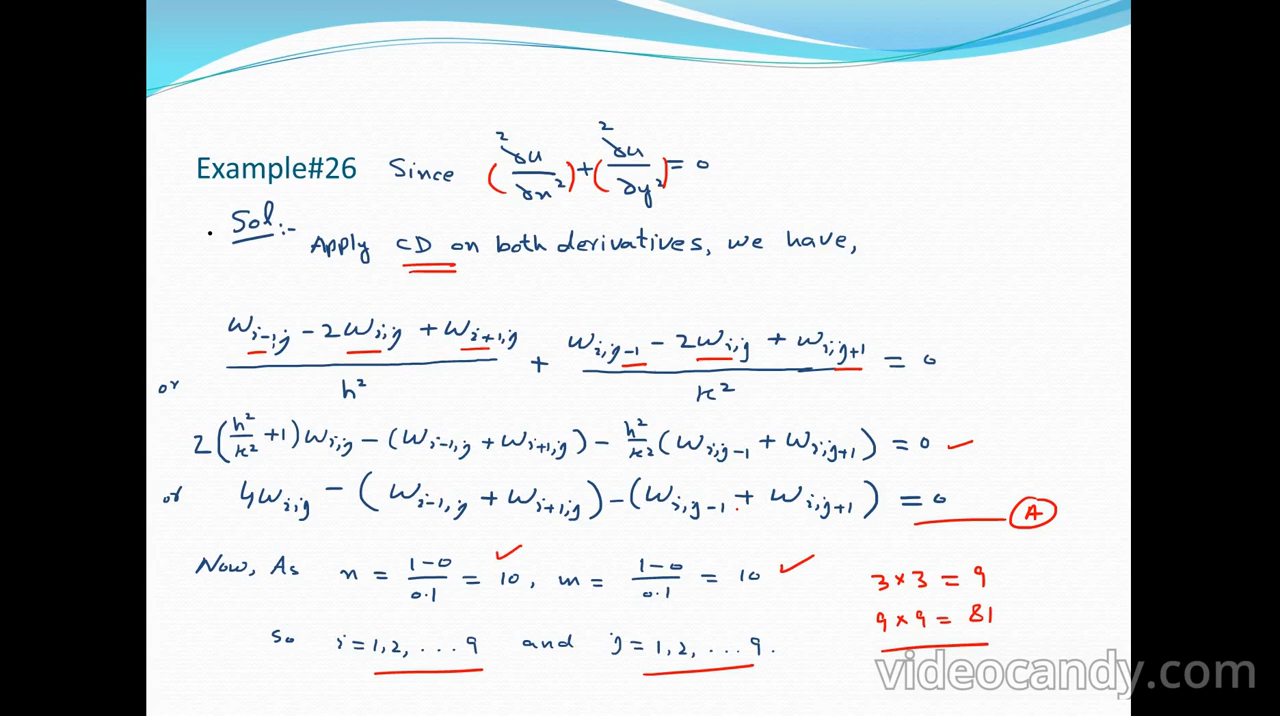 Example#26 Since (∂²u/∂x²) + (∂²u/∂y²) = 0
Sol:-
Apply CD on both derivatives, we have,
(w_{i-1,j} - 2w_{i,j} + w_{i+1,j})/h² + (w_{i,j-1} - 2w_{i,j} + w_{i,j+1})/k² = 0
or
2(h²/k² + 1)w_{i,j} - (w_{i-1,j} + w_{i+1,j}) - h²/k² (w_{i,j-1} + w_{i,j+1}) = 0 ✓
or 4w_{i,j} - (w_{i-1,j} + w_{i+1,j}) - (w_{i,j-1} + w_{i,j+1}) = 0 A
Now, As n = (1-0)/0.1 = 10, ✓ m = (1-0)/0.1 = 10 ✓
3×3 = 9
9×9 = 81
so i = 1,2, ... 9 and j = 1,2, ... 9.
videocandy.com